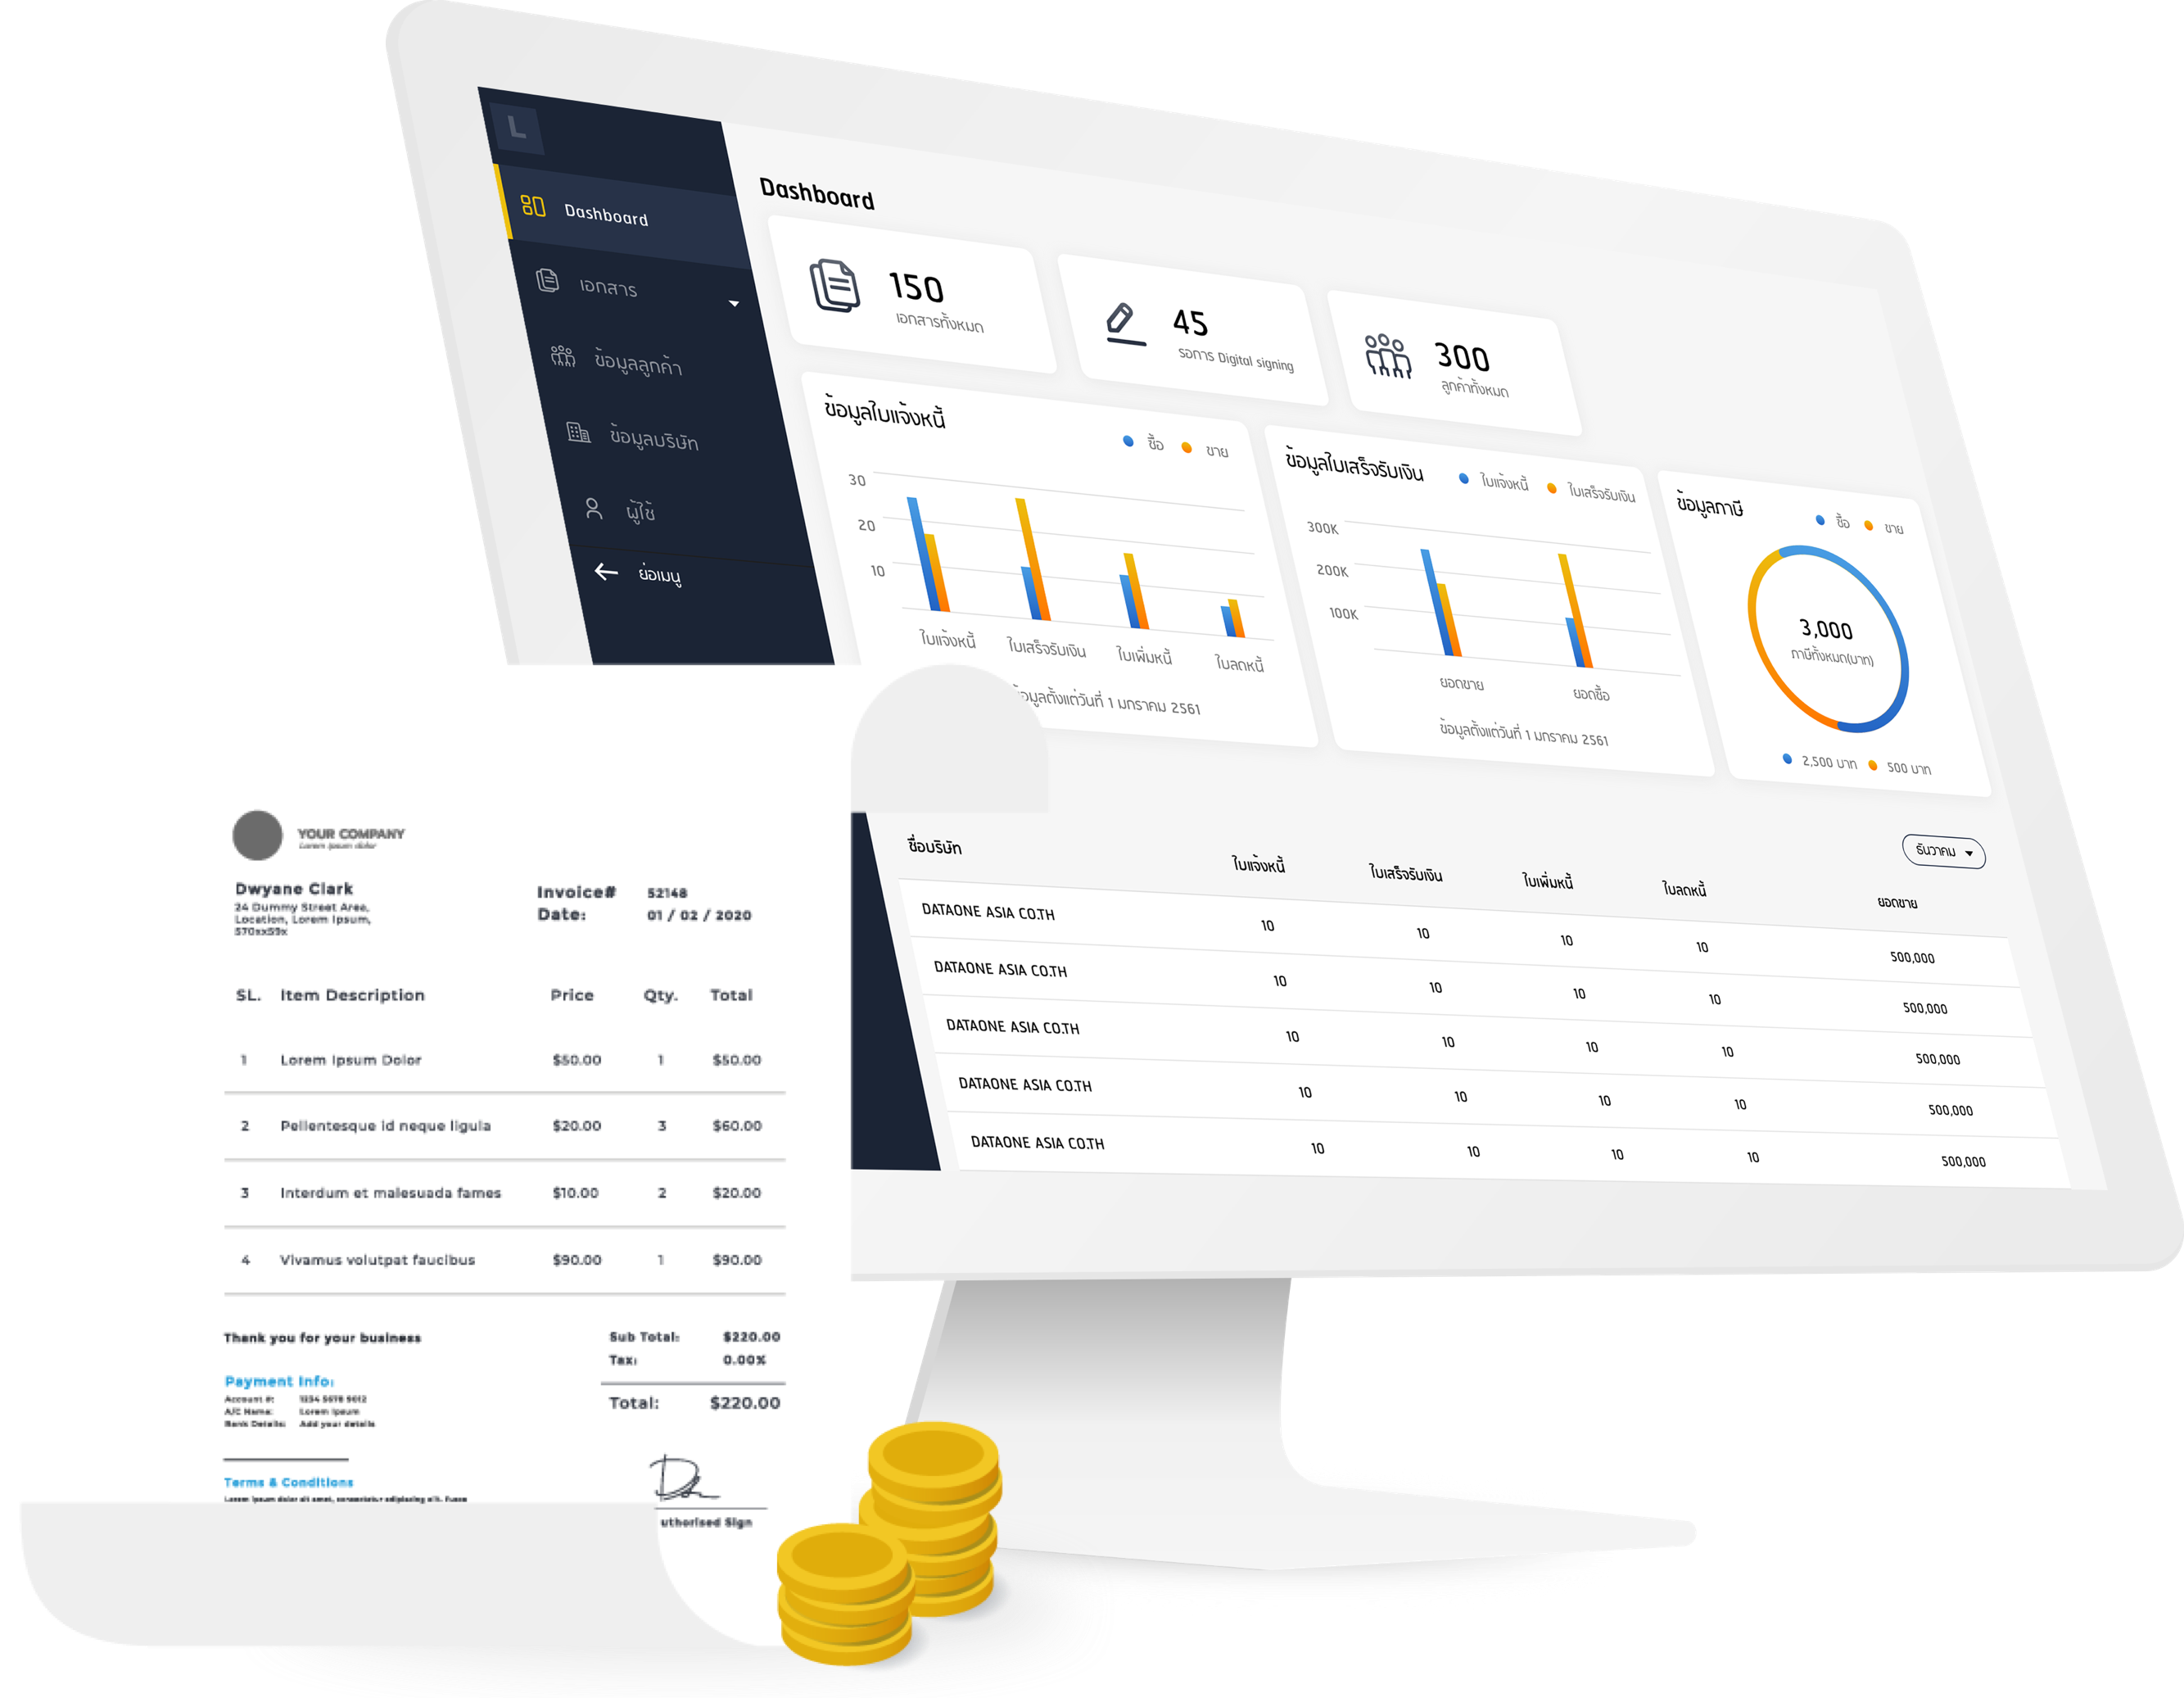 L
Dashboard
เอกสาร
ข้อมูลลูกค้า
ข้อมูลบริษัท
ผู้ใช้
ย่อเมนู
Dashboard
150
เอกสารทั้งหมด
45
รอการ Digital signing
300
ลูกค้าทั้งหมด
ข้อมูลใบแจ้งหนี้
ซื้อ ขาย
30
20
10
ใบแจ้งหนี้ ใบเสร็จรับเงิน ใบเพิ่มหนี้ ใบลดหนี้
ข้อมูลตั้งแต่วันที่ 1 มกราคม 2561
ข้อมูลใบเสร็จรับเงิน
ใบแจ้งหนี้ ใบเสร็จรับเงิน
300K
200K
100K
ยอดขาย ยอดซื้อ
ข้อมูลตั้งแต่วันที่ 1 มกราคม 2561
ข้อมูลภาษี
ซื้อ ขาย
3,000
ภาษีทั้งหมด(บาท)
2,500 บาท 500 บาท
ธันวาคม
ชื่อบริษัท ใบแจ้งหนี้ ใบเสร็จรับเงิน ใบเพิ่มหนี้ ใบลดหนี้ ยอดขาย
DATAONE ASIA CO.TH 10 10 10 10 500,000
DATAONE ASIA CO.TH 10 10 10 10 500,000
DATAONE ASIA CO.TH 10 10 10 10 500,000
DATAONE ASIA CO.TH 10 10 10 10 500,000
DATAONE ASIA CO.TH 10 10 10 10 500,000
YOUR COMPANY
Lorem ipsum dolor
Dwyane Clark
24 Dummy Street Area,
Location, Lorem Ipsum,
570xx59x
Invoice# 52148
Date: 01 / 02 / 2020
SL. Item Description Price Qty. Total
1 Lorem Ipsum Dolor $50.00 1 $50.00
2 Pellentesque id neque ligula $20.00 3 $60.00
3 Interdum et malesuada fames $10.00 2 $20.00
4 Vivamus volutpat faucibus $90.00 1 $90.00
Thank you for your business
Sub Total: $220.00
Tax: 0.00%
Total: $220.00
Payment Info:
Account #: 1234 5678 9012
A/C Name: Lorem Ipsum
Bank Details: Add your details
Terms & Conditions
Lorem ipsum dolor sit amet, consectetur adipiscing elit. Fusce
uthorised Sign